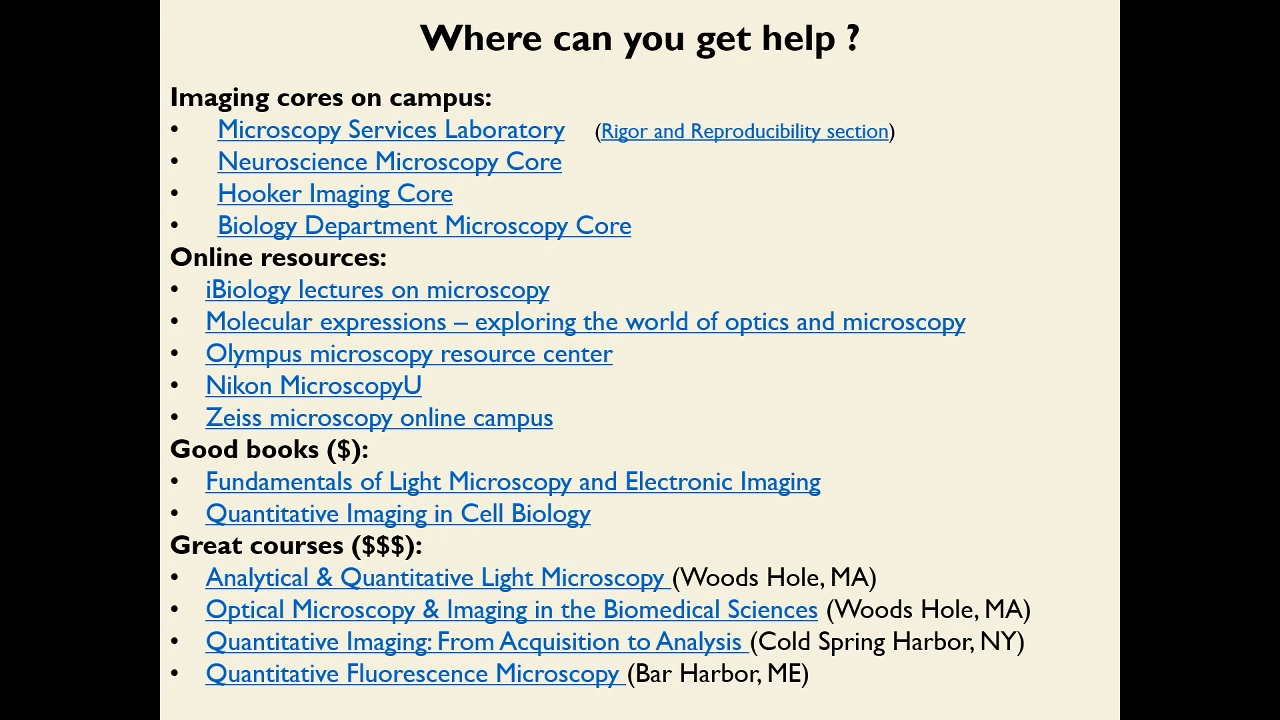 Where can you get help ?
Imaging cores on campus:
• Microscopy Services Laboratory (Rigor and Reproducibility section)
• Neuroscience Microscopy Core
• Hooker Imaging Core
• Biology Department Microscopy Core
Online resources:
• iBiology lectures on microscopy
• Molecular expressions – exploring the world of optics and microscopy
• Olympus microscopy resource center
• Nikon MicroscopyU
• Zeiss microscopy online campus
Good books ($):
• Fundamentals of Light Microscopy and Electronic Imaging
• Quantitative Imaging in Cell Biology
Great courses ($$$):
• Analytical & Quantitative Light Microscopy (Woods Hole, MA)
• Optical Microscopy & Imaging in the Biomedical Sciences (Woods Hole, MA)
• Quantitative Imaging: From Acquisition to Analysis (Cold Spring Harbor, NY)
• Quantitative Fluorescence Microscopy (Bar Harbor, ME)